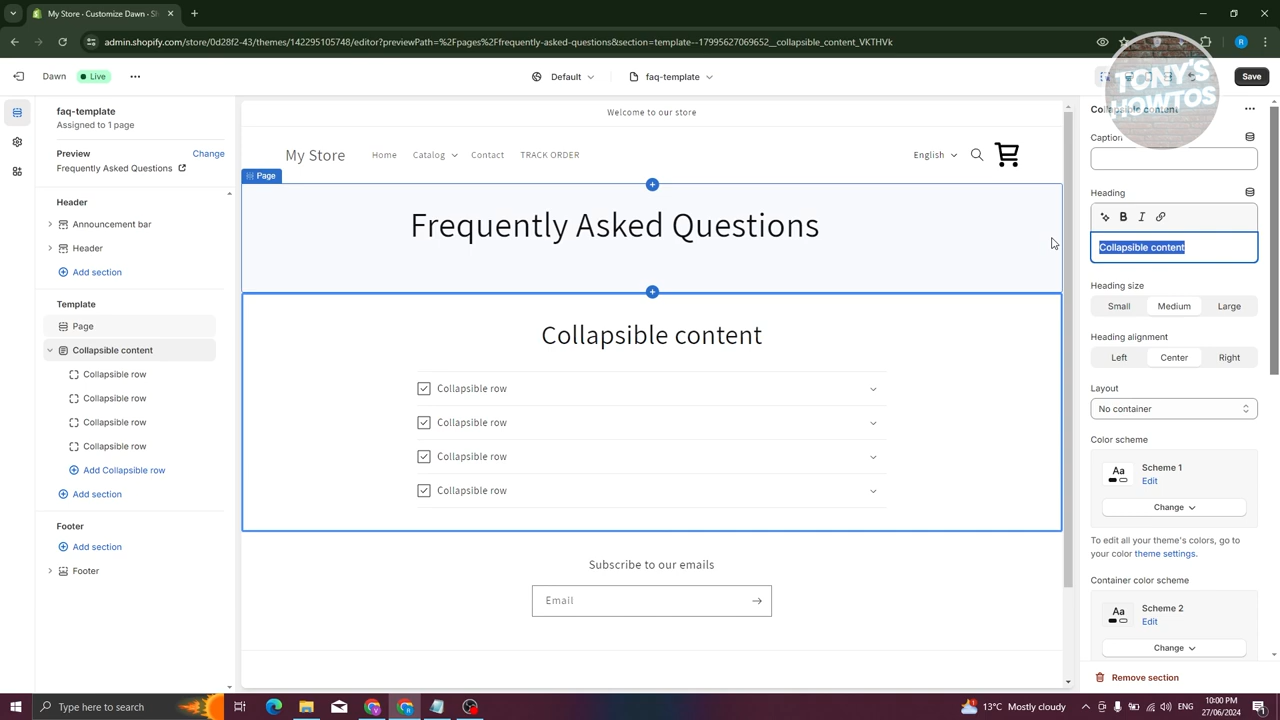 My Store - Customize Dawn · S
admin.shopify.com/store/0d28f2-43/themes/142295105748/editor?previewPath=%2Fpages%2Ffrequently-asked-questions&section=template--17995627069652__collapsible_content_VKTHVk
Dawn
Live
Default
faq-template
Save
TONY'S
HOWTOS
faq-template
Assigned to 1 page
Preview
Change
Frequently Asked Questions
Header
Announcement bar
Header
Add section
Template
Page
Collapsible content
Collapsible row
Collapsible row
Collapsible row
Collapsible row
Add Collapsible row
Add section
Footer
Add section
Footer
Welcome to our store
My Store
Home
Catalog
Contact
TRACK ORDER
English
Page
Frequently Asked Questions
Collapsible content
Collapsible row
Collapsible row
Collapsible row
Collapsible row
Subscribe to our emails
Email
Collapsible content
Caption
Heading
B I
Collapsible content
Heading size
Small Medium Large
Heading alignment
Left Center Right
Layout
No container
Color scheme
Aa
Scheme 1
Edit
Change
To edit all your theme's colors, go to
your color theme settings.
Container color scheme
Aa
Scheme 2
Edit
Change
Remove section
Type here to search
13°C Mostly cloudy
ENG
10:00 PM
27/06/2024